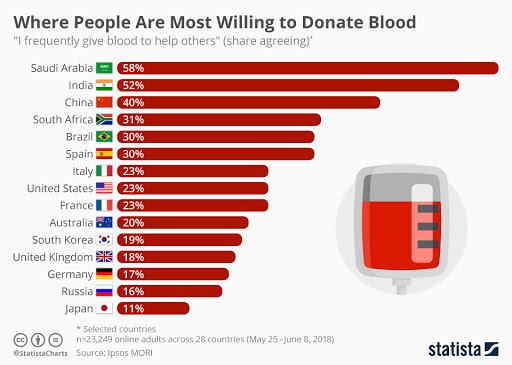 Where People Are Most Willing to Donate Blood
"I frequently give blood to help others" (share agreeing)*
Saudi Arabia 58%
India 52%
China 40%
South Africa 31%
Brazil 30%
Spain 30%
Italy 23%
United States 23%
France 23%
Australia 20%
South Korea 19%
United Kingdom 18%
Germany 17%
Russia 16%
Japan 11%
* Selected countries
n=23,249 online adults across 28 countries (May 25–June 8, 2018)
@StatistaCharts Source: Ipsos MORI
statista